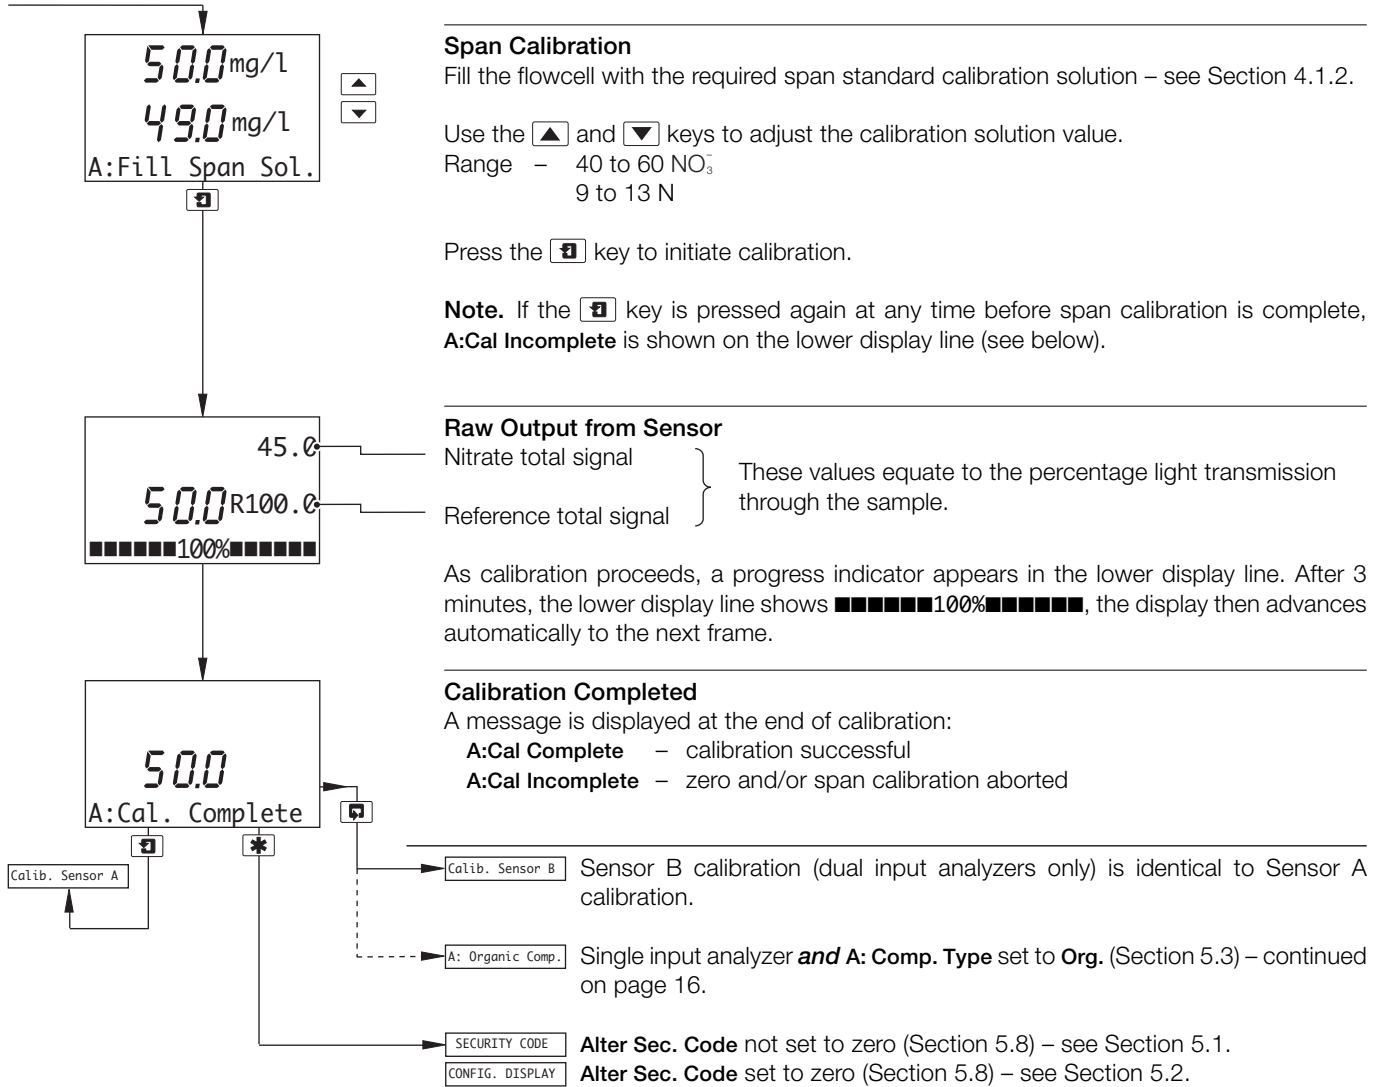 50.0 mg/l
49.0 mg/l
A:Fill Span Sol.
Span Calibration
Fill the flowcell with the required span standard calibration solution – see Section 4.1.2.
Use the ▲ and ▼ keys to adjust the calibration solution value.
Range – 40 to 60 NO₃⁻
9 to 13 N
Press the key to initiate calibration.
Note. If the key is pressed again at any time before span calibration is complete,
A:Cal Incomplete is shown on the lower display line (see below).
45.0
50.0 R100.0
■■■■■■100%■■■■■■
Raw Output from Sensor
Nitrate total signal
Reference total signal
These values equate to the percentage light transmission
through the sample.
As calibration proceeds, a progress indicator appears in the lower display line. After 3
minutes, the lower display line shows ■■■■■■100%■■■■■■, the display then advances
automatically to the next frame.
50.0
A:Cal. Complete
Calibration Completed
A message is displayed at the end of calibration:
A:Cal Complete – calibration successful
A:Cal Incomplete – zero and/or span calibration aborted
Calib. Sensor A
Calib. Sensor B
Sensor B calibration (dual input analyzers only) is identical to Sensor A
calibration.
A: Organic Comp.
Single input analyzer and A: Comp. Type set to Org. (Section 5.3) – continued
on page 16.
SECURITY CODE
Alter Sec. Code not set to zero (Section 5.8) – see Section 5.1.
CONFIG. DISPLAY
Alter Sec. Code set to zero (Section 5.8) – see Section 5.2.